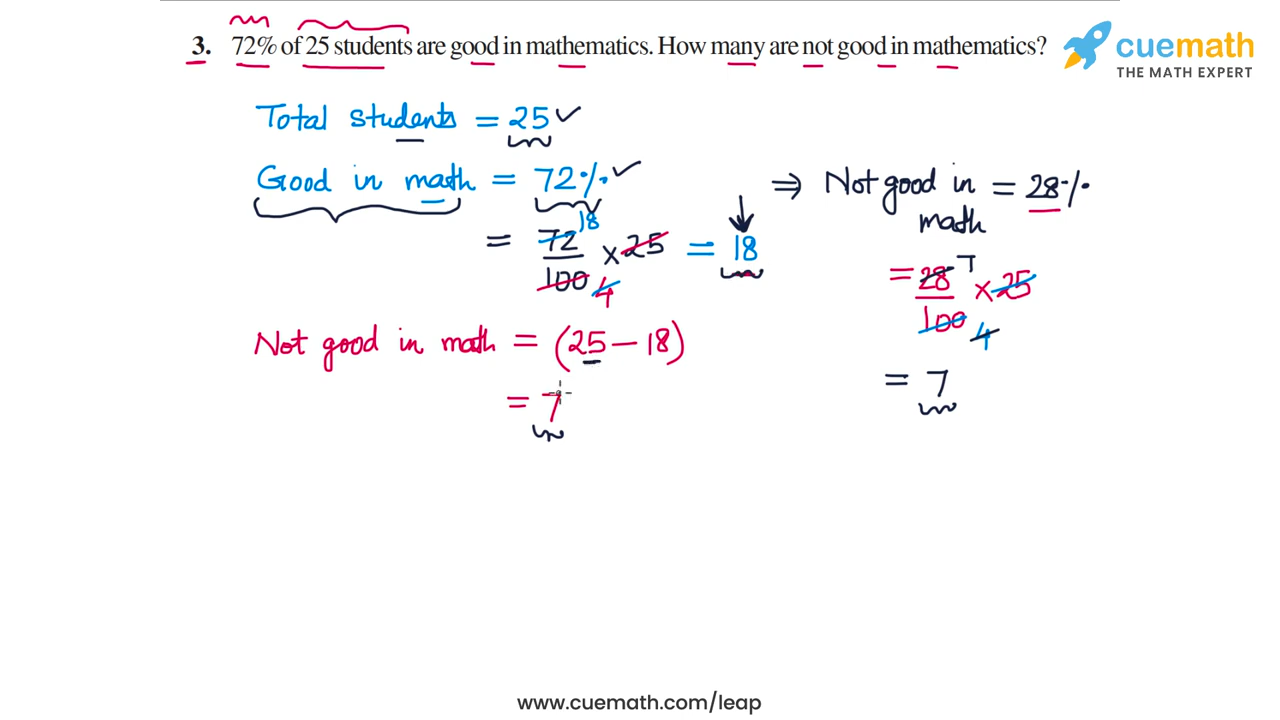 3. 72% of 25 students are good in mathematics. How many are not good in mathematics?
cuemath
THE MATH EXPERT
Total students = 25 ✓
Good in math = 72% ✓
= 72/100 × 25 = 18
18
4
Not good in math = (25 – 18)
= 7
⇒ Not good in math = 28%
= 28/100 × 25
7
4
= 7
www.cuemath.com/leap